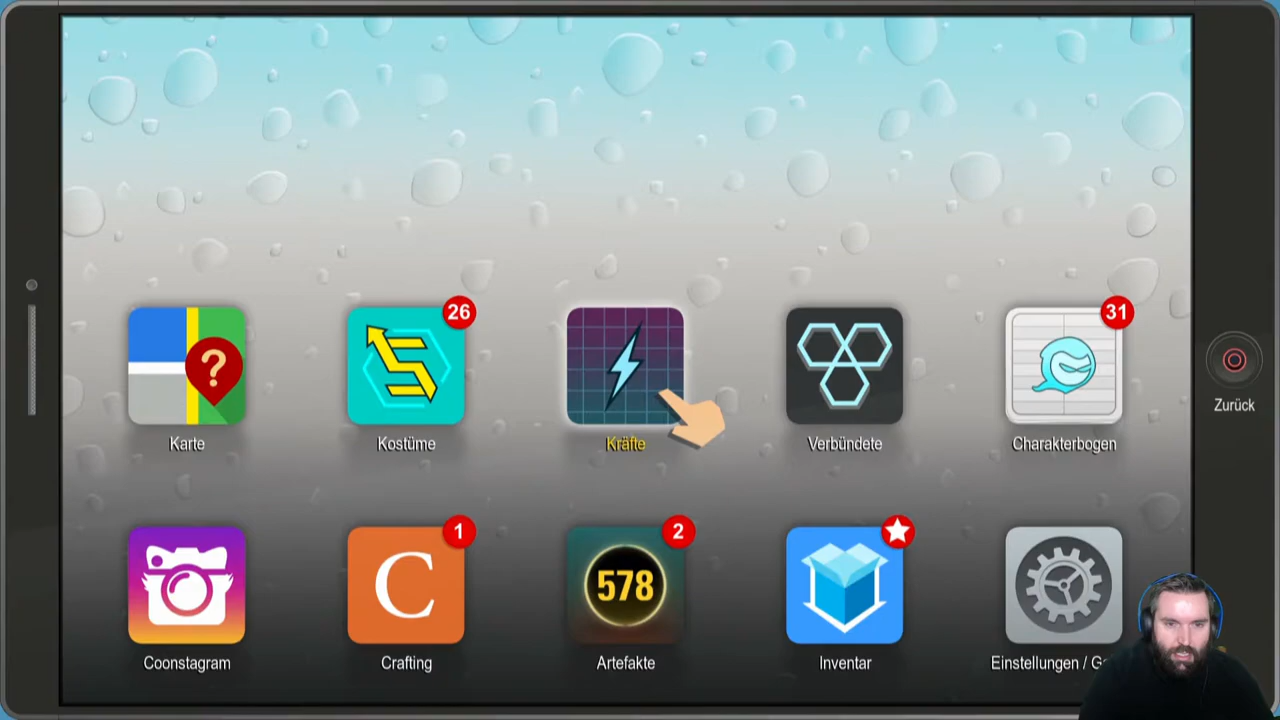 26
31
?
Karte
Kostüme
Kräfte
Verbündete
Charakterbogen
Zurück
1
2
C
578
Coonstagram
Crafting
Artefakte
Inventar
Einstellungen /